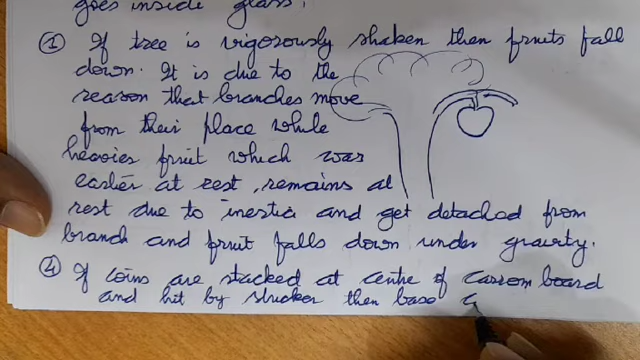 goes inside glass.
① If tree is vigorously shaken then fruits fall
down. It is due to the
reason that branches move
from their place while
heavier fruit which was
easlier at rest, remains at
rest due to inertia and get detached from
branch and fruit falls down under gravity.
④ If coins are stacked at centre of carrom board
and hit by stricker then base c